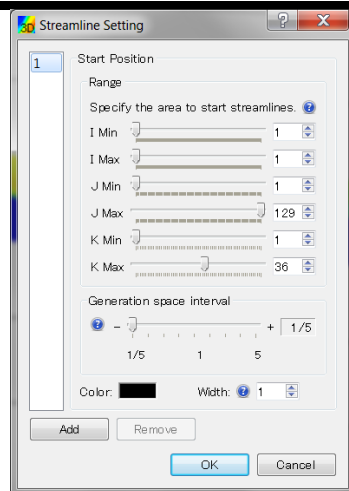 3D Streamline Setting
1
Start Position
Range
Specify the area to start streamlines.
I Min 1
I Max 1
J Min 1
J Max 129
K Min 1
K Max 36
Generation space interval
- + 1/5
1/5 1 5
Color: Width: 1
Add Remove
OK Cancel